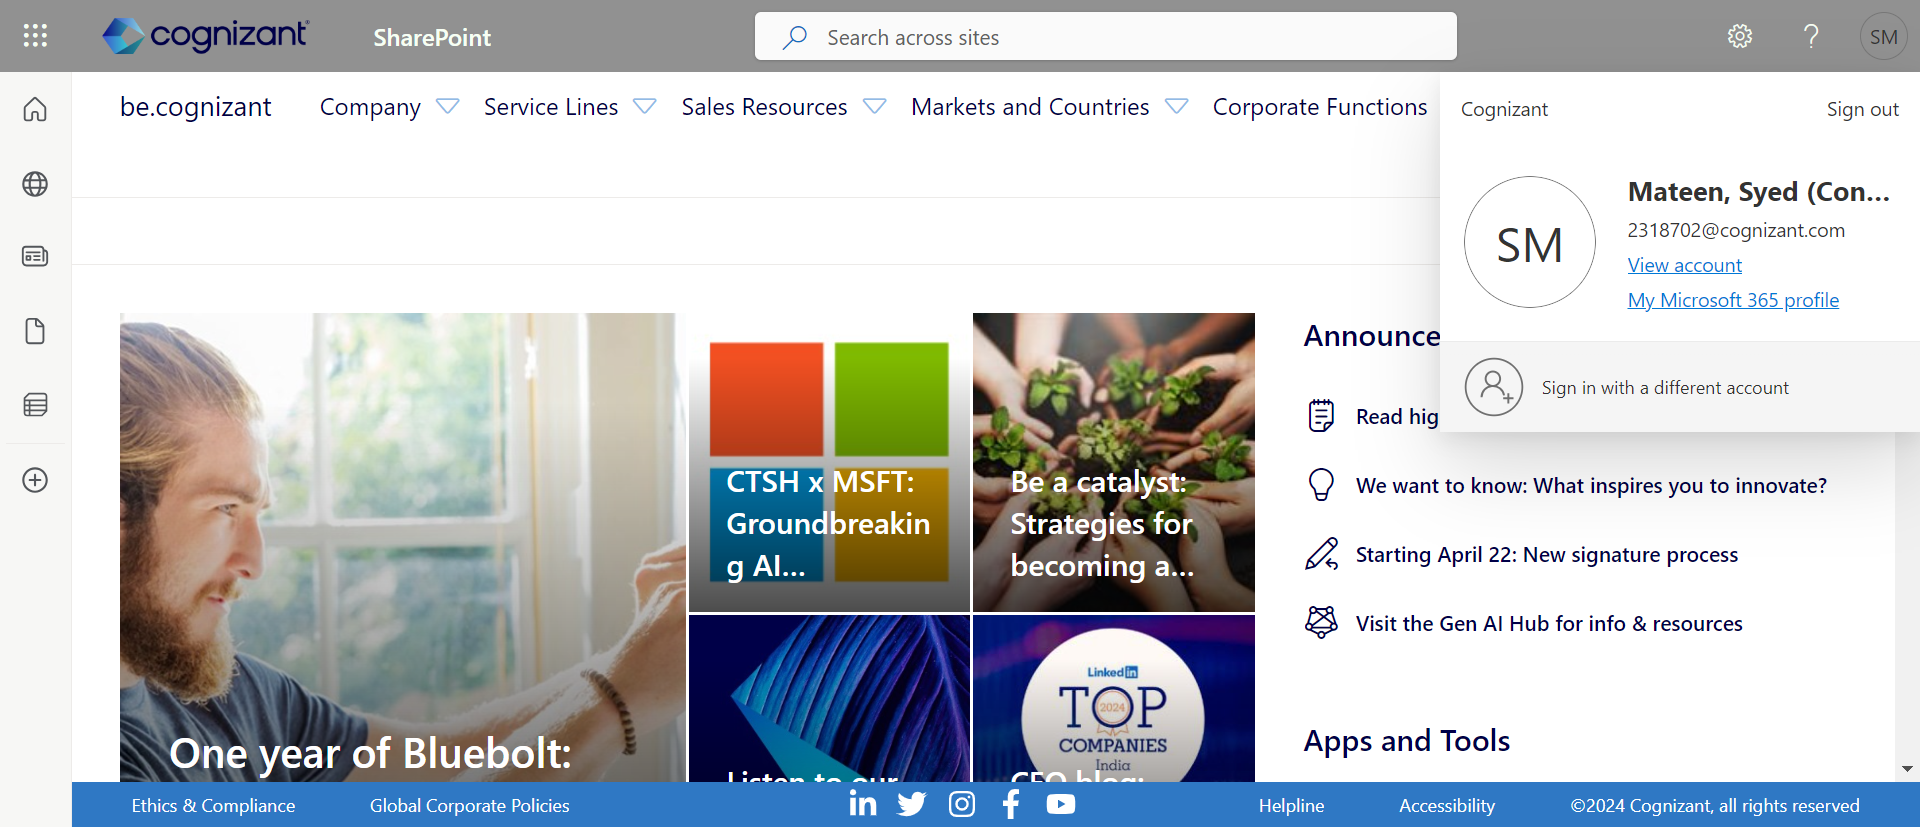 cognizant
SharePoint
Search across sites
SM
be.cognizant
Company
Service Lines
Sales Resources
Markets and Countries
Corporate Functions
Cognizant
Sign out
SM
Mateen, Syed (Con...
2318702@cognizant.com
View account
My Microsoft 365 profile
Sign in with a different account
One year of Bluebolt:
CTSH x MSFT:
Groundbreakin
g AI...
Be a catalyst:
Strategies for
becoming a...
Listen to our
Linked in
TOP
2024
COMPANIES
India
CEO blog:
Announce
Read hig
We want to know: What inspires you to innovate?
Starting April 22: New signature process
Visit the Gen AI Hub for info & resources
Apps and Tools
Ethics & Compliance
Global Corporate Policies
Helpline
Accessibility
©2024 Cognizant, all rights reserved